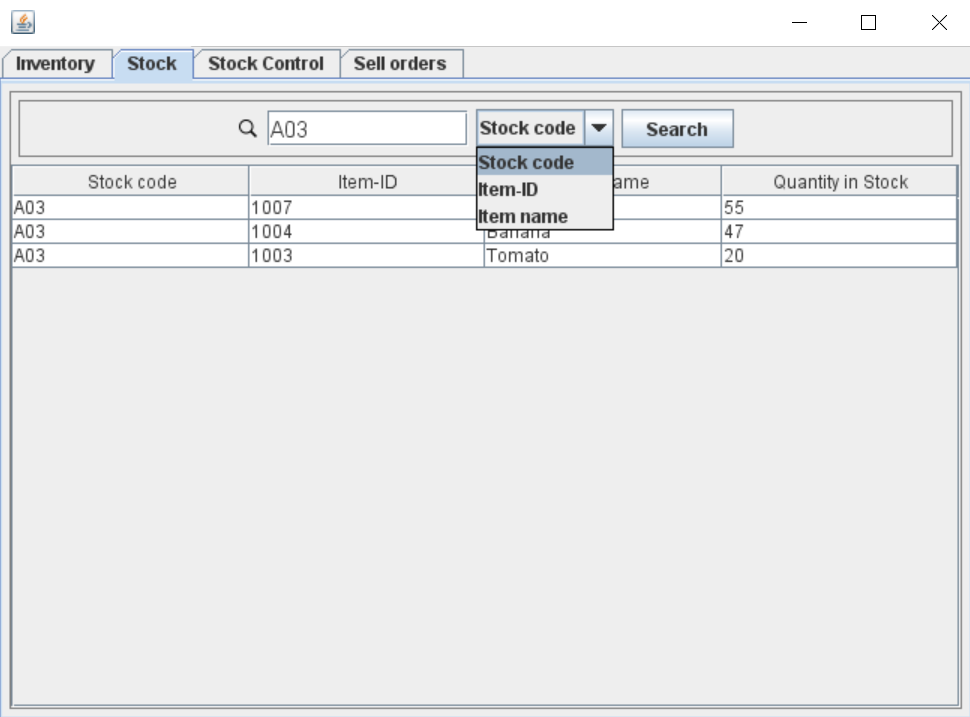 Inventory Stock Stock Control Sell orders
A03 Stock code Search
Stock code
Item-ID
Item name
Stock code Item-ID ame Quantity in Stock
A03 1007 55
A03 1004 Banana 47
A03 1003 Tomato 20